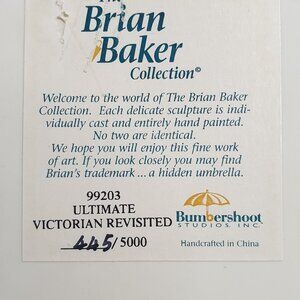 The
Brian
Baker
Collection©
Welcome to the world of The Brian Baker
Collection. Each delicate sculpture is indi-
vidually cast and entirely hand painted.
No two are identical.
We hope you will enjoy this fine work
of art. If you look closely you may find
Brian's trademark ... a hidden umbrella.
99203
ULTIMATE
VICTORIAN REVISITED
445/5000
Bumbershoot
STUDIOS, INC.
Handcrafted in China